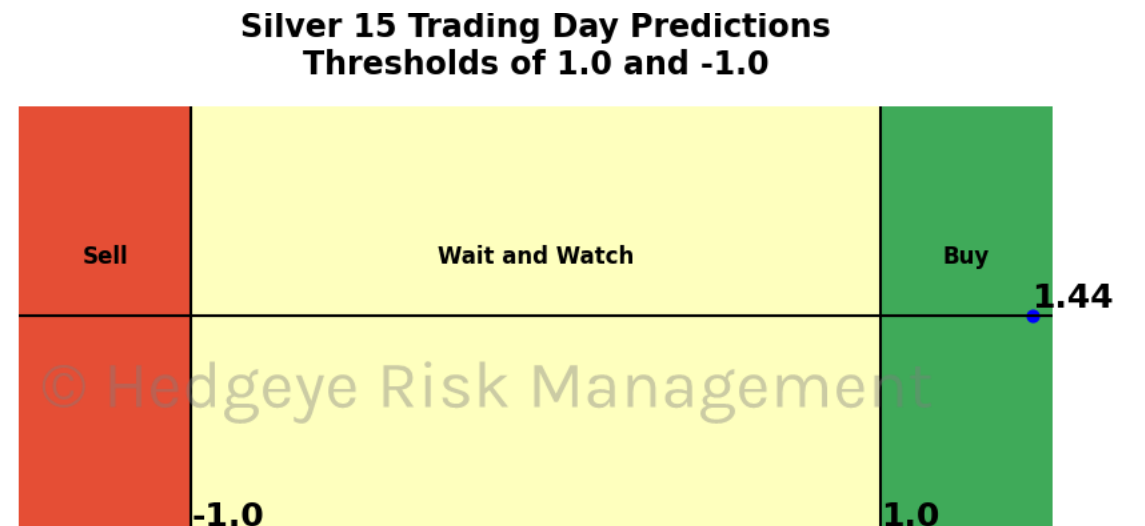 Silver 15 Trading Day Predictions
Thresholds of 1.0 and -1.0
Sell
Wait and Watch
Buy
1.44
© Hedgeye Risk Management
-1.0
1.0